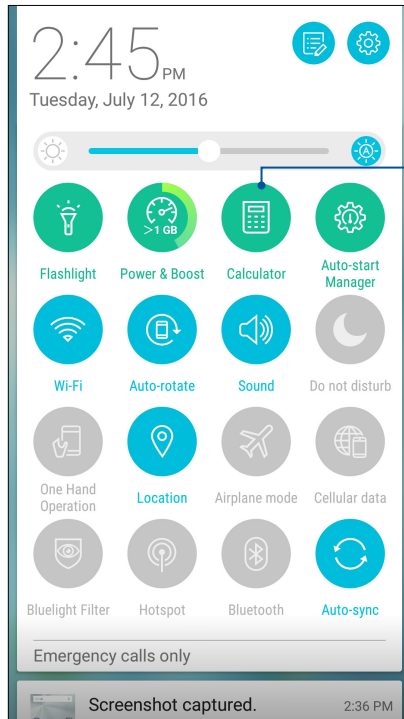 2:45 PM
Tuesday, July 12, 2016
A
>1 GB
Flashlight
Power & Boost
Calculator
Auto-start
Manager
Wi-Fi
Auto-rotate
Sound
Do not disturb
One Hand
Operation
Location
Airplane mode
Cellular data
Bluelight Filter
Hotspot
Bluetooth
Auto-sync
Emergency calls only
Screenshot captured.
2:36 PM